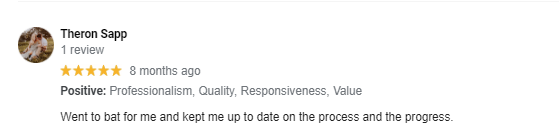 Theron Sapp
1 review
8 months ago
Positive: Professionalism, Quality, Responsiveness, Value
Went to bat for me and kept me up to date on the process and the progress.